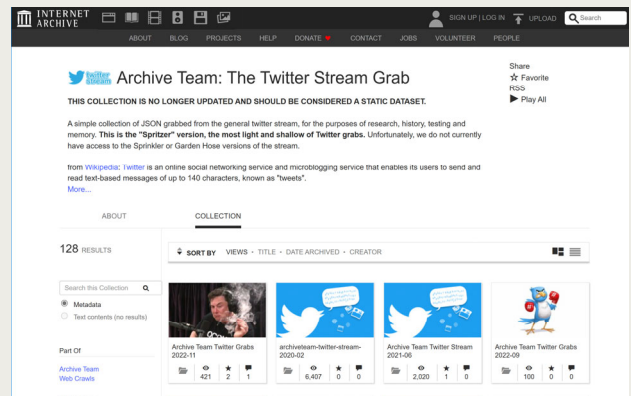 INTERNET ARCHIVE
SIGN UP | LOG IN
UPLOAD
Search
ABOUT BLOG PROJECTS HELP DONATE CONTACT JOBS VOLUNTEER PEOPLE
twitter stream
Archive Team: The Twitter Stream Grab
Share
Favorite
RSS
Play All
THIS COLLECTION IS NO LONGER UPDATED AND SHOULD BE CONSIDERED A STATIC DATASET.
A simple collection of JSON grabbed from the general twitter stream, for the purposes of research, history, testing and
memory. This is the "Spritzer" version, the most light and shallow of Twitter grabs. Unfortunately, we do not currently
have access to the Sprinkler or Garden Hose versions of the stream.
from Wikipedia: Twitter is an online social networking service and microblogging service that enables its users to send and
read text-based messages of up to 140 characters, known as "tweets".
More...
ABOUT COLLECTION
128 RESULTS
SORT BY VIEWS · TITLE · DATE ARCHIVED · CREATOR
Search this Collection
Metadata
Text contents (no results)
Part Of
Archive Team
Web Crawls
Archive Team Twitter Grabs
2022-11
421 2 1
archiveteam-twitter-stream-
2020-02
6,407 0 0
Archive Team Twitter Stream
2021-06
2,020 1 0
Archive Team Twitter Grabs
2022-09
100 0 0